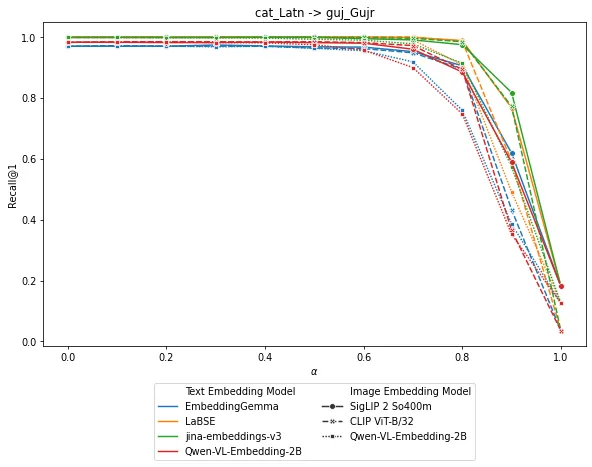 cat_Latn -> guj_Gujr
Recall@1
1.0
0.8
0.6
0.4
0.2
0.0
0.0 0.2 0.4 0.6 0.8 1.0
α
Text Embedding Model
EmbeddingGemma
LaBSE
jina-embeddings-v3
Qwen-VL-Embedding-2B
Image Embedding Model
SigLIP 2 So400m
CLIP ViT-B/32
Qwen-VL-Embedding-2B